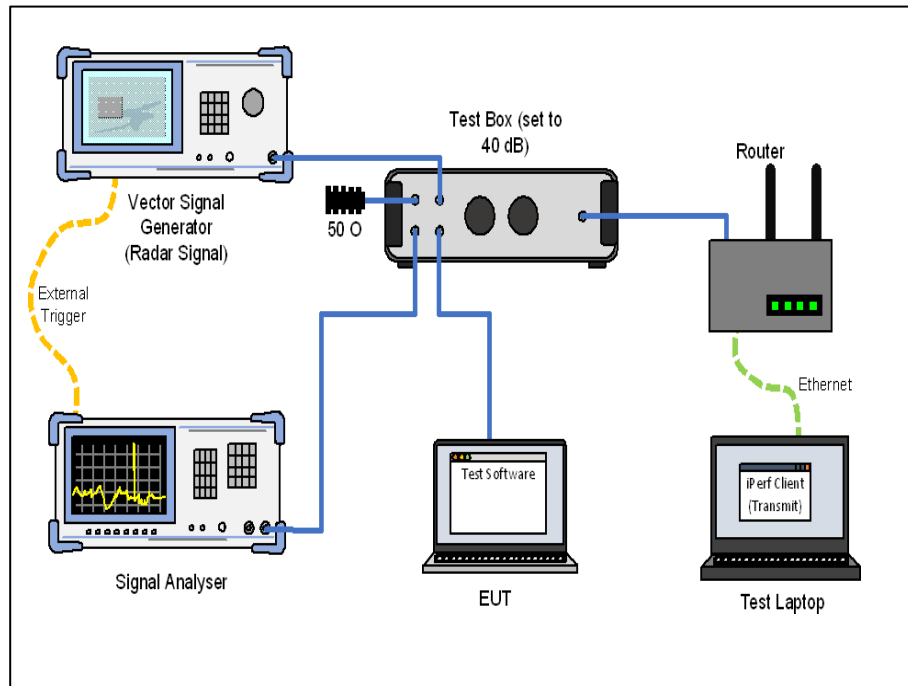 Test Box (set to
40 dB)
Router
Vector Signal
Generator
(Radar Signal)
50 O
External
Trigger
Ethernet
Test Software
iPerf Client
(Transmit)
Signal Analyser
EUT
Test Laptop